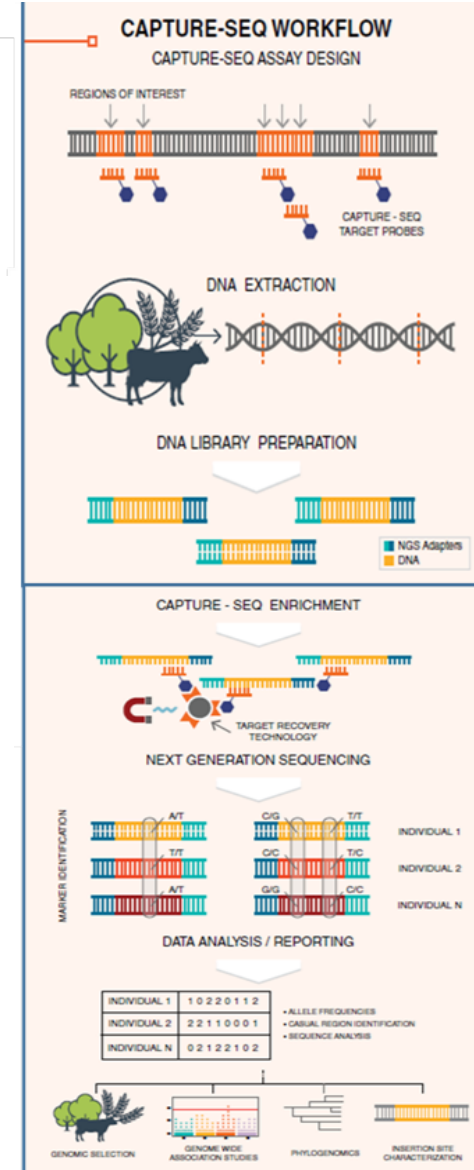 CAPTURE-SEQ WORKFLOW
CAPTURE-SEQ ASSAY DESIGN
REGIONS OF INTEREST
CAPTURE - SEQ
TARGET PROBES
DNA EXTRACTION
DNA LIBRARY PREPARATION
NGS Adapters
DNA
CAPTURE - SEQ ENRICHMENT
TARGET RECOVERY
TECHNOLOGY
NEXT GENERATION SEQUENCING
MARKER IDENTIFICATION
A/T C/G T/T
INDIVIDUAL 1
T/T C/C T/C
INDIVIDUAL 2
A/T G/G C/C
INDIVIDUAL N
DATA ANALYSIS / REPORTING
INDIVIDUAL 1 1 0 2 2 0 1 1 2
INDIVIDUAL 2 2 2 1 1 0 0 0 1
INDIVIDUAL N 0 2 1 2 2 1 0 2
• ALLELE FREQUENCIES
• CASUAL REGION IDENTIFICATION
• SEQUENCE ANALYSIS
GENOMIC SELECTION
GENOME WIDE
ASSOCIATION STUDIES
PHYLOGENOMICS
INSERTION SITE
CHARACTERIZATION